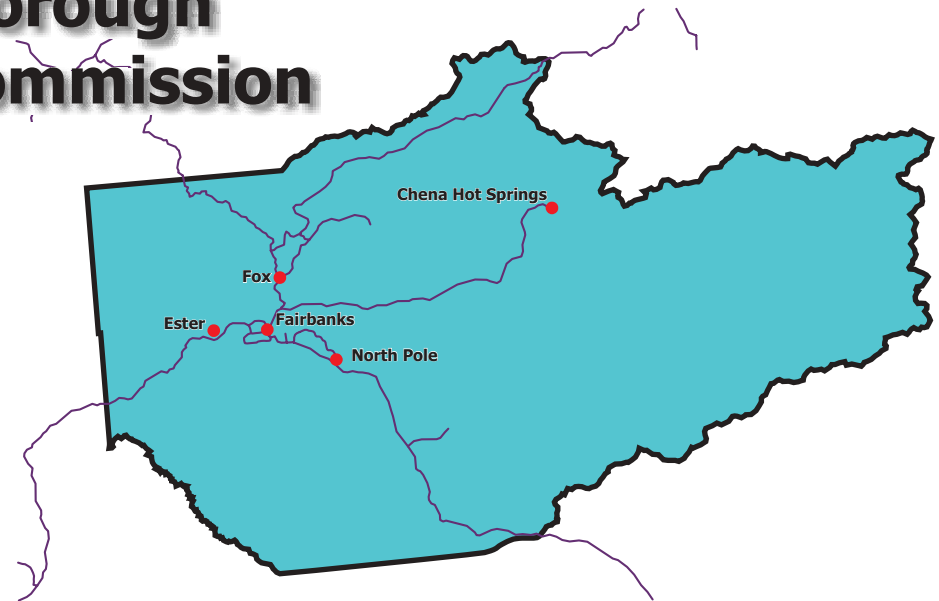 orough
ommission
Chena Hot Springs
Fox
Ester
Fairbanks
North Pole